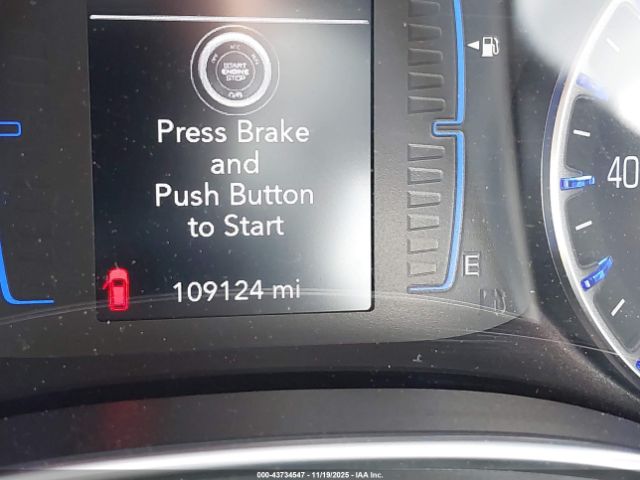 START
ENGINE
STOP
Press Brake
and
Push Button
to Start
109124 mi
E
40
000-43734547 - 11/19/2025 - IAA Inc.